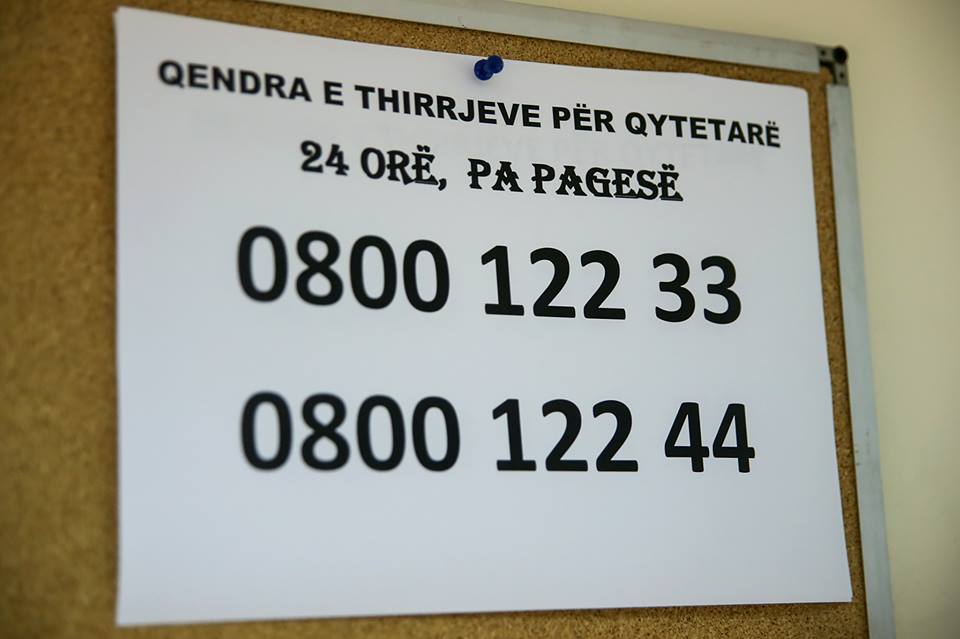 QENDRA E THIRRJEVE PËR QYTETARË
24 ORË, PA PAGESË
0800 122 33
0800 122 44